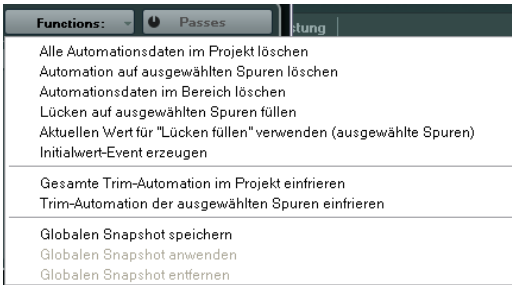 Functions: Passes
Alle Automationsdaten im Projekt löschen
Automation auf ausgewählten Spuren löschen
Automationsdaten im Bereich löschen
Lücken auf ausgewählten Spuren füllen
Aktuellen Wert für "Lücken füllen" verwenden (ausgewählte Spuren)
Initialwert-Event erzeugen
Gesamte Trim-Automation im Projekt einfrieren
Trim-Automation der ausgewählten Spuren einfrieren
Globalen Snapshot speichern
Globalen Snapshot anwenden
Globalen Snapshot entfernen